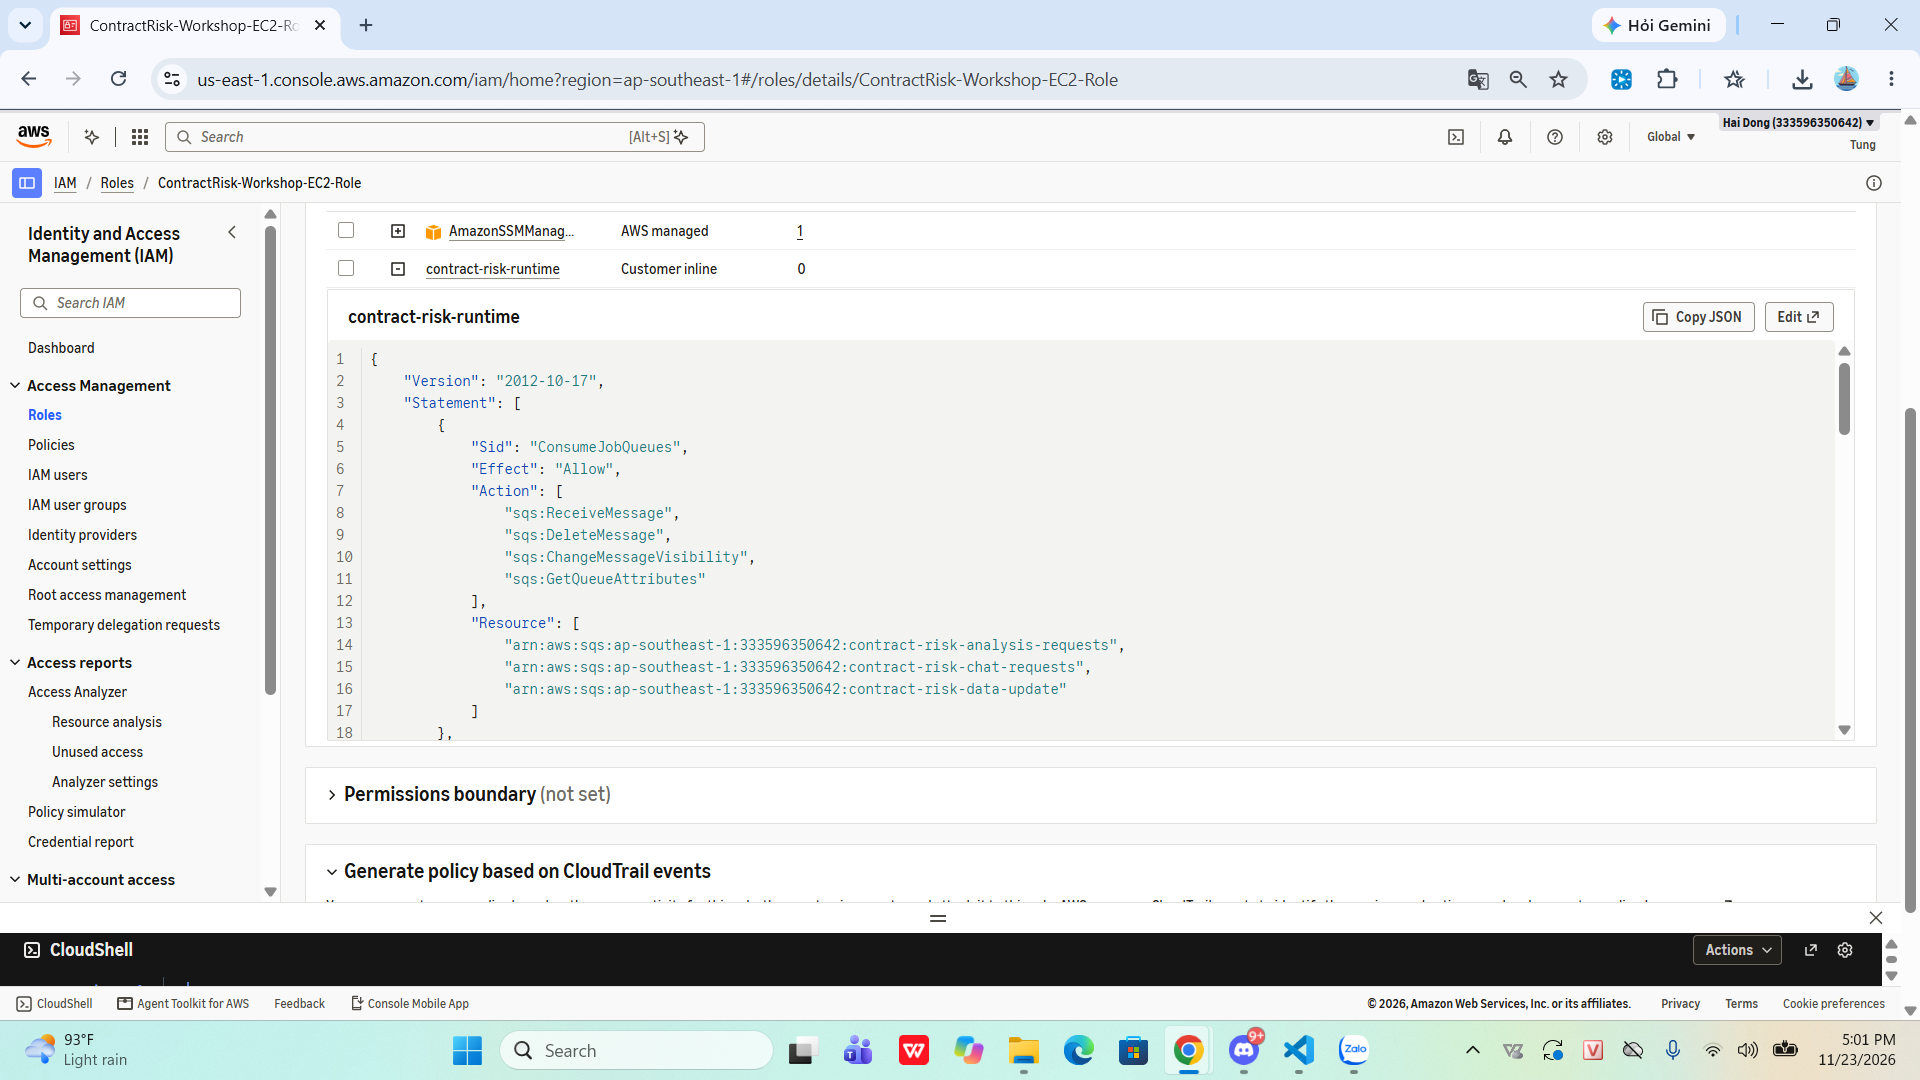 ContractRisk-Workshop-EC2-Ro
Hỏi Gemini
us-east-1.console.aws.amazon.com/iam/home?region=ap-southeast-1#/roles/details/ContractRisk-Workshop-EC2-Role
aws
Search
[Alt+S]
Global
Hai Dong (333596350642)
Tung
IAM / Roles / ContractRisk-Workshop-EC2-Role
Identity and Access Management (IAM)
Search IAM
Dashboard
Access Management
Roles
Policies
IAM users
IAM user groups
Identity providers
Account settings
Root access management
Temporary delegation requests
Access reports
Access Analyzer
Resource analysis
Unused access
Analyzer settings
Policy simulator
Credential report
Multi-account access
AmazonSSMManag... AWS managed 1
contract-risk-runtime Customer inline 0
contract-risk-runtime
Copy JSON
Edit
1 {
2 "Version": "2012-10-17",
3 "Statement": [
4 {
5 "Sid": "ConsumeJobQueues",
6 "Effect": "Allow",
7 "Action": [
8 "sqs:ReceiveMessage",
9 "sqs:DeleteMessage",
10 "sqs:ChangeMessageVisibility",
11 "sqs:GetQueueAttributes"
12 ],
13 "Resource": [
14 "arn:aws:sqs:ap-southeast-1:333596350642:contract-risk-analysis-requests",
15 "arn:aws:sqs:ap-southeast-1:333596350642:contract-risk-chat-requests",
16 "arn:aws:sqs:ap-southeast-1:333596350642:contract-risk-data-update"
17 ]
18 },
Permissions boundary (not set)
Generate policy based on CloudTrail events
CloudShell
Actions
CloudShell
Agent Toolkit for AWS
Feedback
Console Mobile App
© 2026, Amazon Web Services, Inc. or its affiliates.
Privacy
Terms
Cookie preferences
93°F
Light rain
Search
9+
Zalo
5:01 PM
11/23/2026